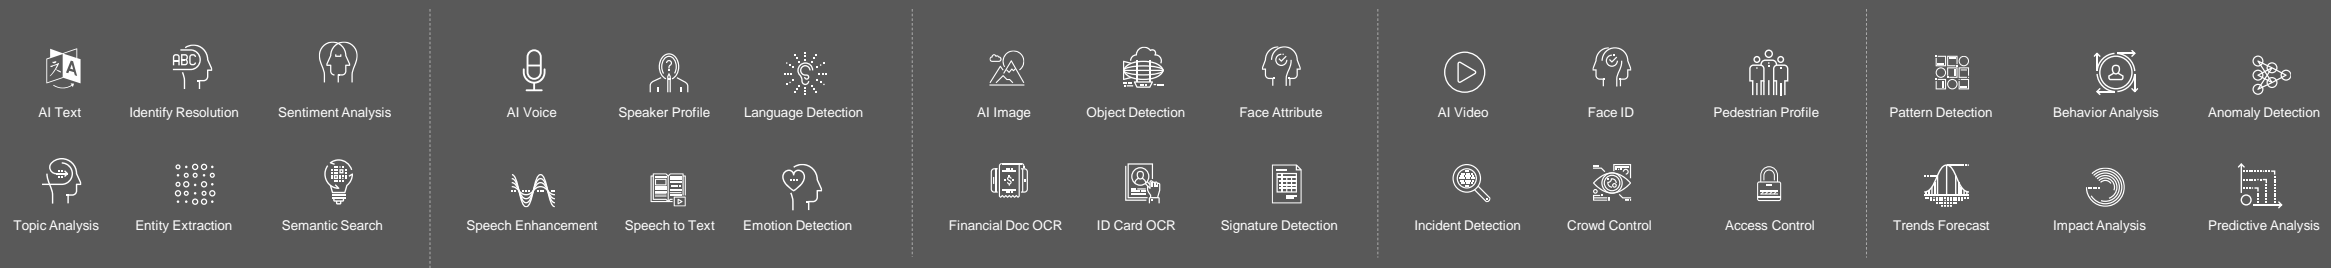 ABC
A
?
AI Text
Identify Resolution
Sentiment Analysis
AI Voice
Speaker Profile
Language Detection
AI Image
Object Detection
Face Attribute
AI Video
Face ID
Pedestrian Profile
Pattern Detection
Behavior Analysis
Anomaly Detection
Topic Analysis
Entity Extraction
Semantic Search
Speech Enhancement
Speech to Text
Emotion Detection
Financial Doc OCR
ID Card OCR
Signature Detection
Incident Detection
Crowd Control
Access Control
Trends Forecast
Impact Analysis
Predictive Analysis